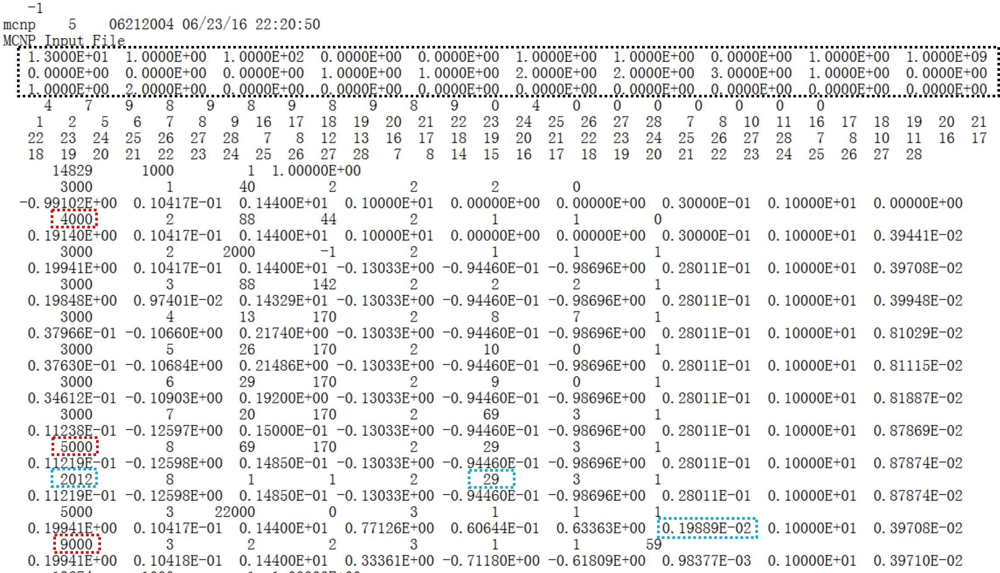 -1
mcnp 5 06212004 06/23/16 22:20:50
MCNP Input File
1.3000E+01 1.0000E+00 1.0000E+02 0.0000E+00 0.0000E+00 1.0000E+00 1.0000E+00 0.0000E+00 1.0000E+00 1.0000E+09
0.0000E+00 0.0000E+00 0.0000E+00 1.0000E+00 1.0000E+00 2.0000E+00 2.0000E+00 3.0000E+00 1.0000E+00 0.0000E+00
1.0000E+00 2.0000E+00 0.0000E+00 0.0000E+00 0.0000E+00 0.0000E+00 0.0000E+00 0.0000E+00 0.0000E+00 0.0000E+00
4 7 9 8 9 8 9 8 9 8 9 0 4 0 0 0 0 0 0 0
1 2 5 6 7 8 9 16 17 18 19 20 21 22 23 24 25 26 27 28 7 8 10 11 16 17 18 19 20 21
22 23 24 25 26 27 28 7 8 12 13 16 17 18 19 20 21 22 23 24 25 26 27 28 7 8 10 11 16 17
18 19 20 21 22 23 24 25 26 27 28 7 8 14 15 16 17 18 19 20 21 22 23 24 25 26 27 28
14829 1000 1 1.00000E+00
3000 1 40 2 2 2 0
-0.99102E+00 0.10417E-01 0.14400E+01 0.10000E+01 0.00000E+00 0.00000E+00 0.30000E-01 0.10000E+01 0.00000E+00
4000 2 88 44 2 1 1 0
0.19140E+00 0.10417E-01 0.14400E+01 0.10000E+01 0.00000E+00 0.00000E+00 0.30000E-01 0.10000E+01 0.39441E-02
3000 2 2000 -1 2 1 1 1
0.19941E+00 0.10417E-01 0.14400E+01 -0.13033E+00 -0.94460E-01 -0.98696E+00 0.28011E-01 0.10000E+01 0.39708E-02
3000 3 88 142 2 2 2 1
0.19848E+00 0.97401E-02 0.14329E+01 -0.13033E+00 -0.94460E-01 -0.98696E+00 0.28011E-01 0.10000E+01 0.39948E-02
3000 4 13 170 2 8 7 1
0.37966E-01 -0.10660E+00 0.21740E+00 -0.13033E+00 -0.94460E-01 -0.98696E+00 0.28011E-01 0.10000E+01 0.81029E-02
3000 5 26 170 2 10 0 1
0.37630E-01 -0.10684E+00 0.21486E+00 -0.13033E+00 -0.94460E-01 -0.98696E+00 0.28011E-01 0.10000E+01 0.81115E-02
3000 6 29 170 2 9 0 1
0.34612E-01 -0.10903E+00 0.19200E+00 -0.13033E+00 -0.94460E-01 -0.98696E+00 0.28011E-01 0.10000E+01 0.81887E-02
3000 7 20 170 2 69 3 1
0.11238E-01 -0.12597E+00 0.15000E-01 -0.13033E+00 -0.94460E-01 -0.98696E+00 0.28011E-01 0.10000E+01 0.87869E-02
5000 8 69 170 2 29 3 1
0.11219E-01 -0.12598E+00 0.14850E-01 -0.13033E+00 -0.94460E-01 -0.98696E+00 0.28011E-01 0.10000E+01 0.87874E-02
2012 8 1 1 2 29 3 1
0.11219E-01 -0.12598E+00 0.14850E-01 -0.13033E+00 -0.94460E-01 -0.98696E+00 0.28011E-01 0.10000E+01 0.87874E-02
5000 3 22000 0 3 1 1 1
0.19941E+00 0.10417E-01 0.14400E+01 0.77126E+00 0.60644E-01 0.63363E+00 0.19889E-02 0.10000E+01 0.39708E-02
9000 3 2 2 3 1 1 59
0.19941E+00 0.10418E-01 0.14400E+01 0.33361E+00 -0.71180E+00 -0.61809E+00 0.98377E-03 0.10000E+01 0.39710E-02